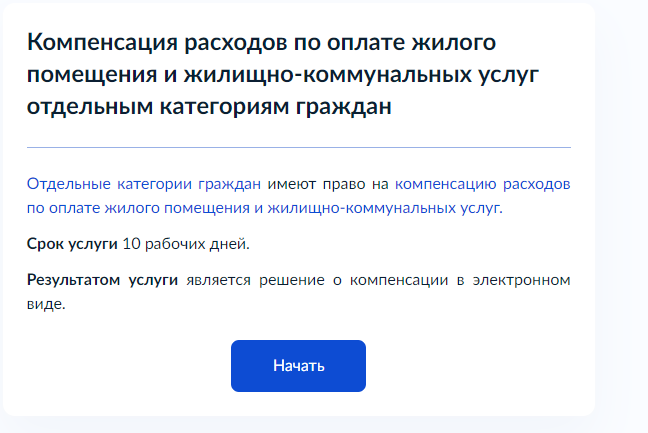 Компенсация расходов по оплате жилого
помещения и жилищно-коммунальных услуг
отдельным категориям граждан
Отдельные категории граждан имеют право на компенсацию расходов
по оплате жилого помещения и жилищно-коммунальных услуг.
Срок услуги 10 рабочих дней.
Результатом услуги является решение о компенсации в электронном
виде.
Начать